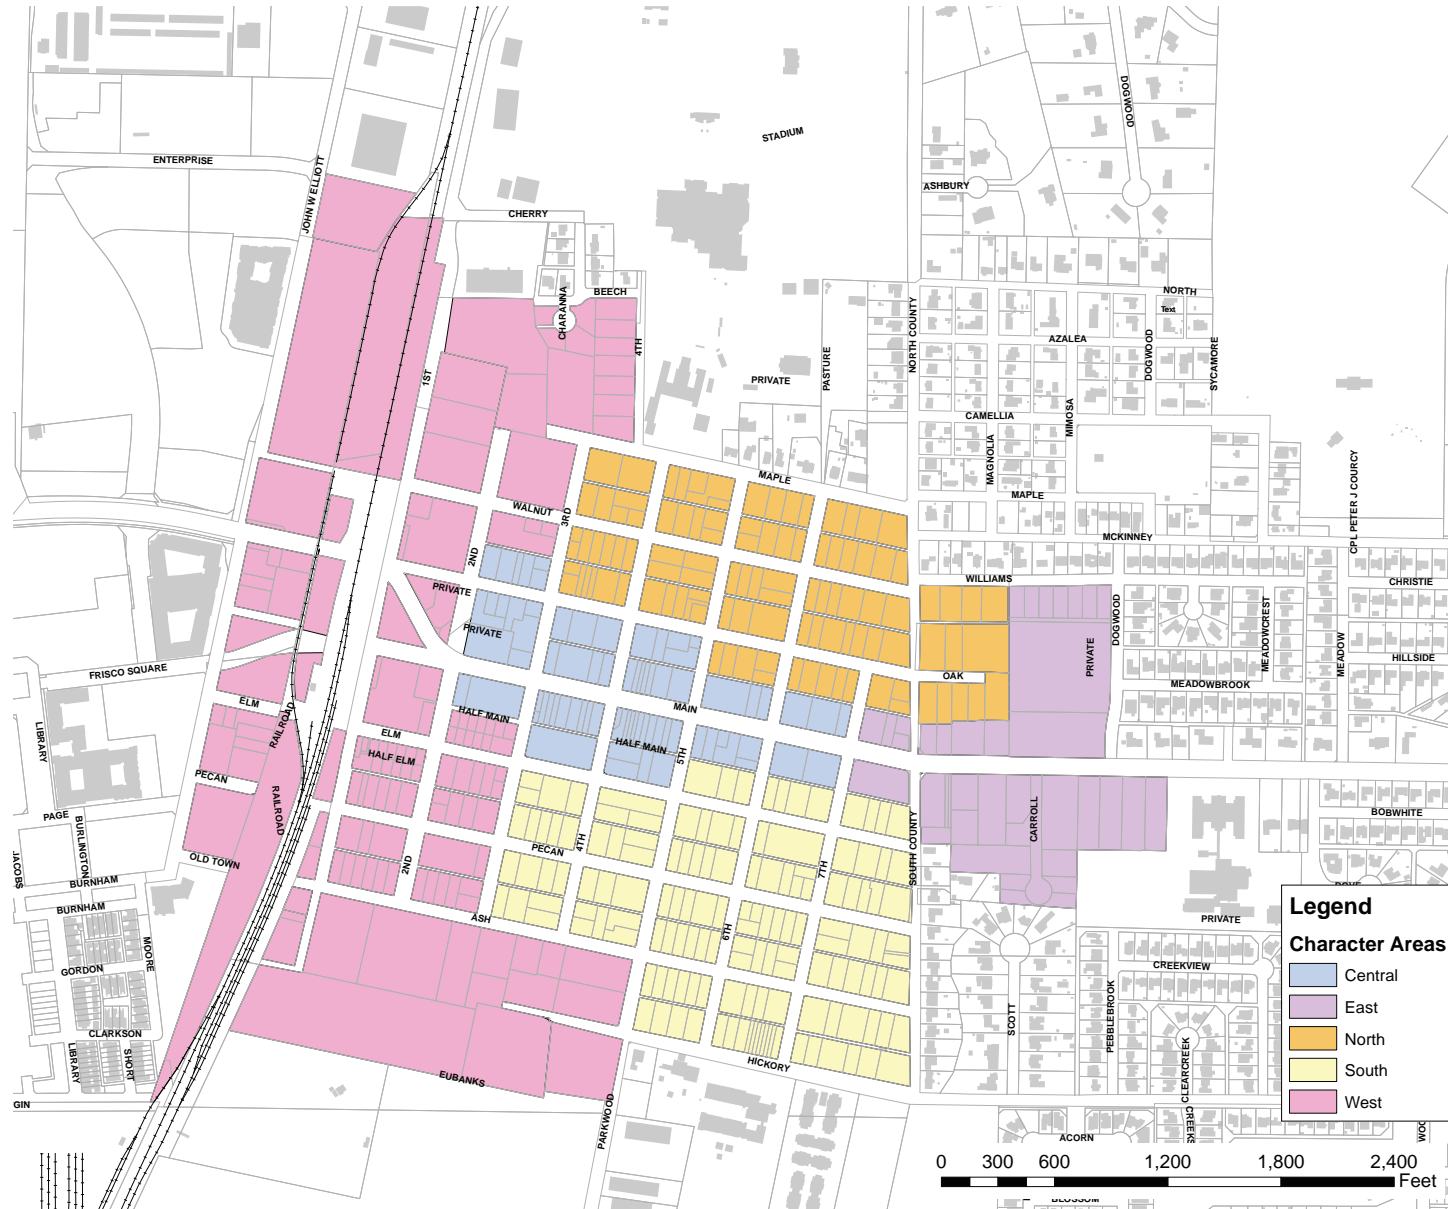 DOGWOOD
STADIUM
ENTERPRISE
JOHN W ELLIOTT
ASHBURY
CHERRY
BEECH
NORTH
Text
CHARANNA
NORTH COUNTY
4TH
AZALEA
DOGWOOD
SYCAMORE
PASTURE
PRIVATE
1ST
CAMELLIA
MIMOSA
MAGNOLIA
CPL PETER J COURCY
MAPLE
MAPLE
WALNUT
3RD
MCKINNEY
2ND
WILLIAMS
CHRISTIE
PRIVATE
DOGWOOD
MEADOWCREST
PRIVATE
MEADOW
PRIVATE
HILLSIDE
FRISCO SQUARE
OAK
MEADOWBROOK
ELM
MAIN
HALF MAIN
RAILROAD
LIBRARY
ELM
HALF MAIN
5TH
HALF ELM
PECAN
RAILROAD
PAGE
BURLINGTON
CARROLL
BOBWHITE
4TH
PECAN
SOUTH COUNTY
OLD TOWN
2ND
7TH
JACOBS
BURNHAM
BURNHAM
DOVE
ASH
PRIVATE
6TH
MOORE
GORDON
CREEKVIEW
PEBBLEBROOK
SCOTT
CLARKSON
CLEARCREEK
LIBRARY
SHORT
HICKORY
EUBANKS
GIN
PARKWOOD
CREEKS
WOO
ACORN
BLOSSOM
Legend
Character Areas
Central
East
North
South
West
0 300 600 1,200 1,800 2,400
Feet